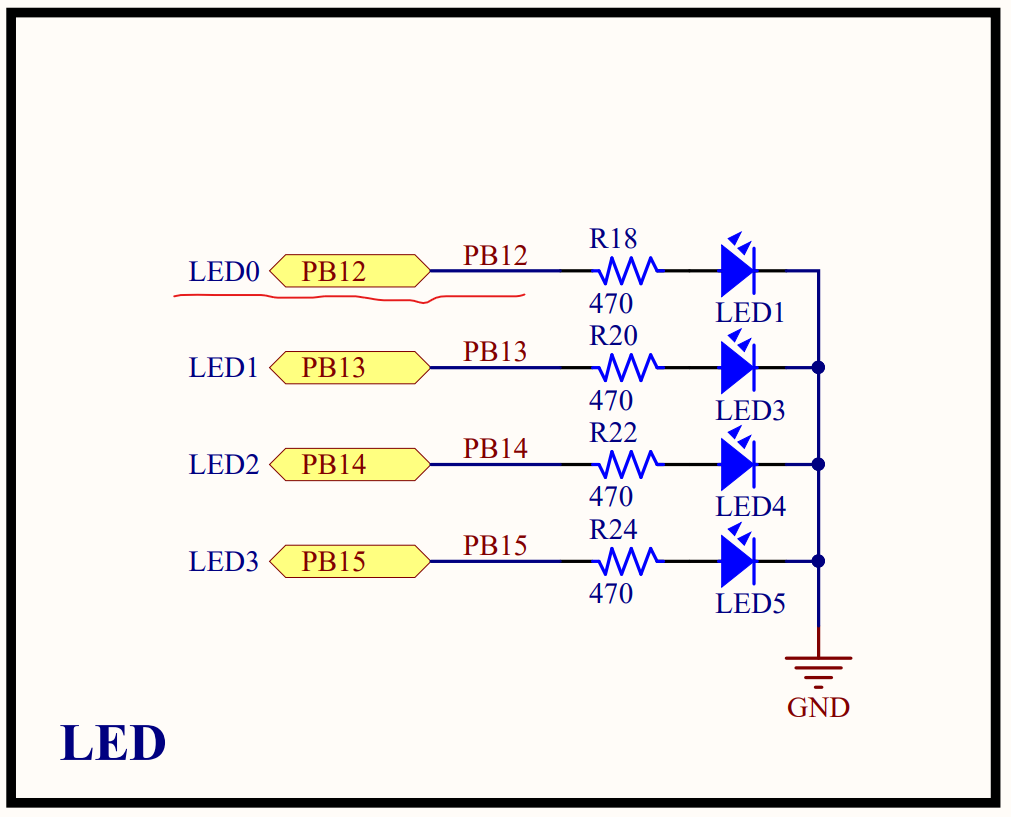 R18
LED0 PB12 PB12
470 LED1
R20
LED1 PB13 PB13
470 LED3
R22
LED2 PB14 PB14
470 LED4
R24
LED3 PB15 PB15
470 LED5
GND
LED